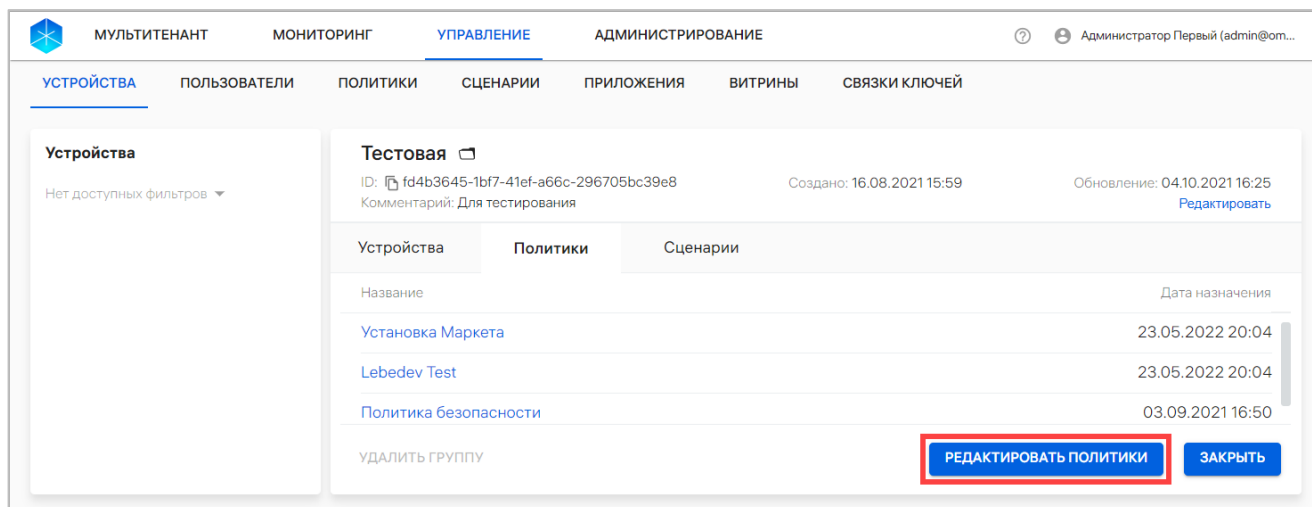 МУЛЬТИТЕНАНТ МОНИТОРИНГ УПРАВЛЕНИЕ АДМИНИСТРИРОВАНИЕ ? Администратор Первый (admin@om...
УСТРОЙСТВА ПОЛЬЗОВАТЕЛИ ПОЛИТИКИ СЦЕНАРИИ ПРИЛОЖЕНИЯ ВИТРИНЫ СВЯЗКИ КЛЮЧЕЙ
Устройства
Нет доступных фильтров
Тестовая
ID: fd4b3645-1bf7-41ef-a66c-296705bc39e8 Создано: 16.08.2021 15:59 Обновление: 04.10.2021 16:25
Комментарий: Для тестирования Редактировать
Устройства Политики Сценарии
Название Дата назначения
Установка Маркета 23.05.2022 20:04
Lebedev Test 23.05.2022 20:04
Политика безопасности 03.09.2021 16:50
УДАЛИТЬ ГРУППУ РЕДАКТИРОВАТЬ ПОЛИТИКИ ЗАКРЫТЬ